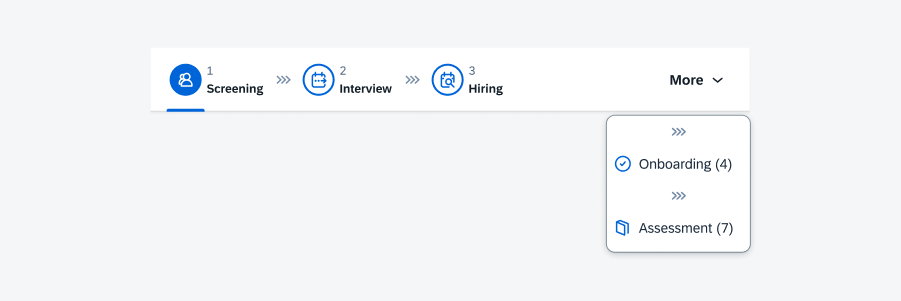 1
Screening
2
Interview
3
Hiring
More
Onboarding (4)
Assessment (7)